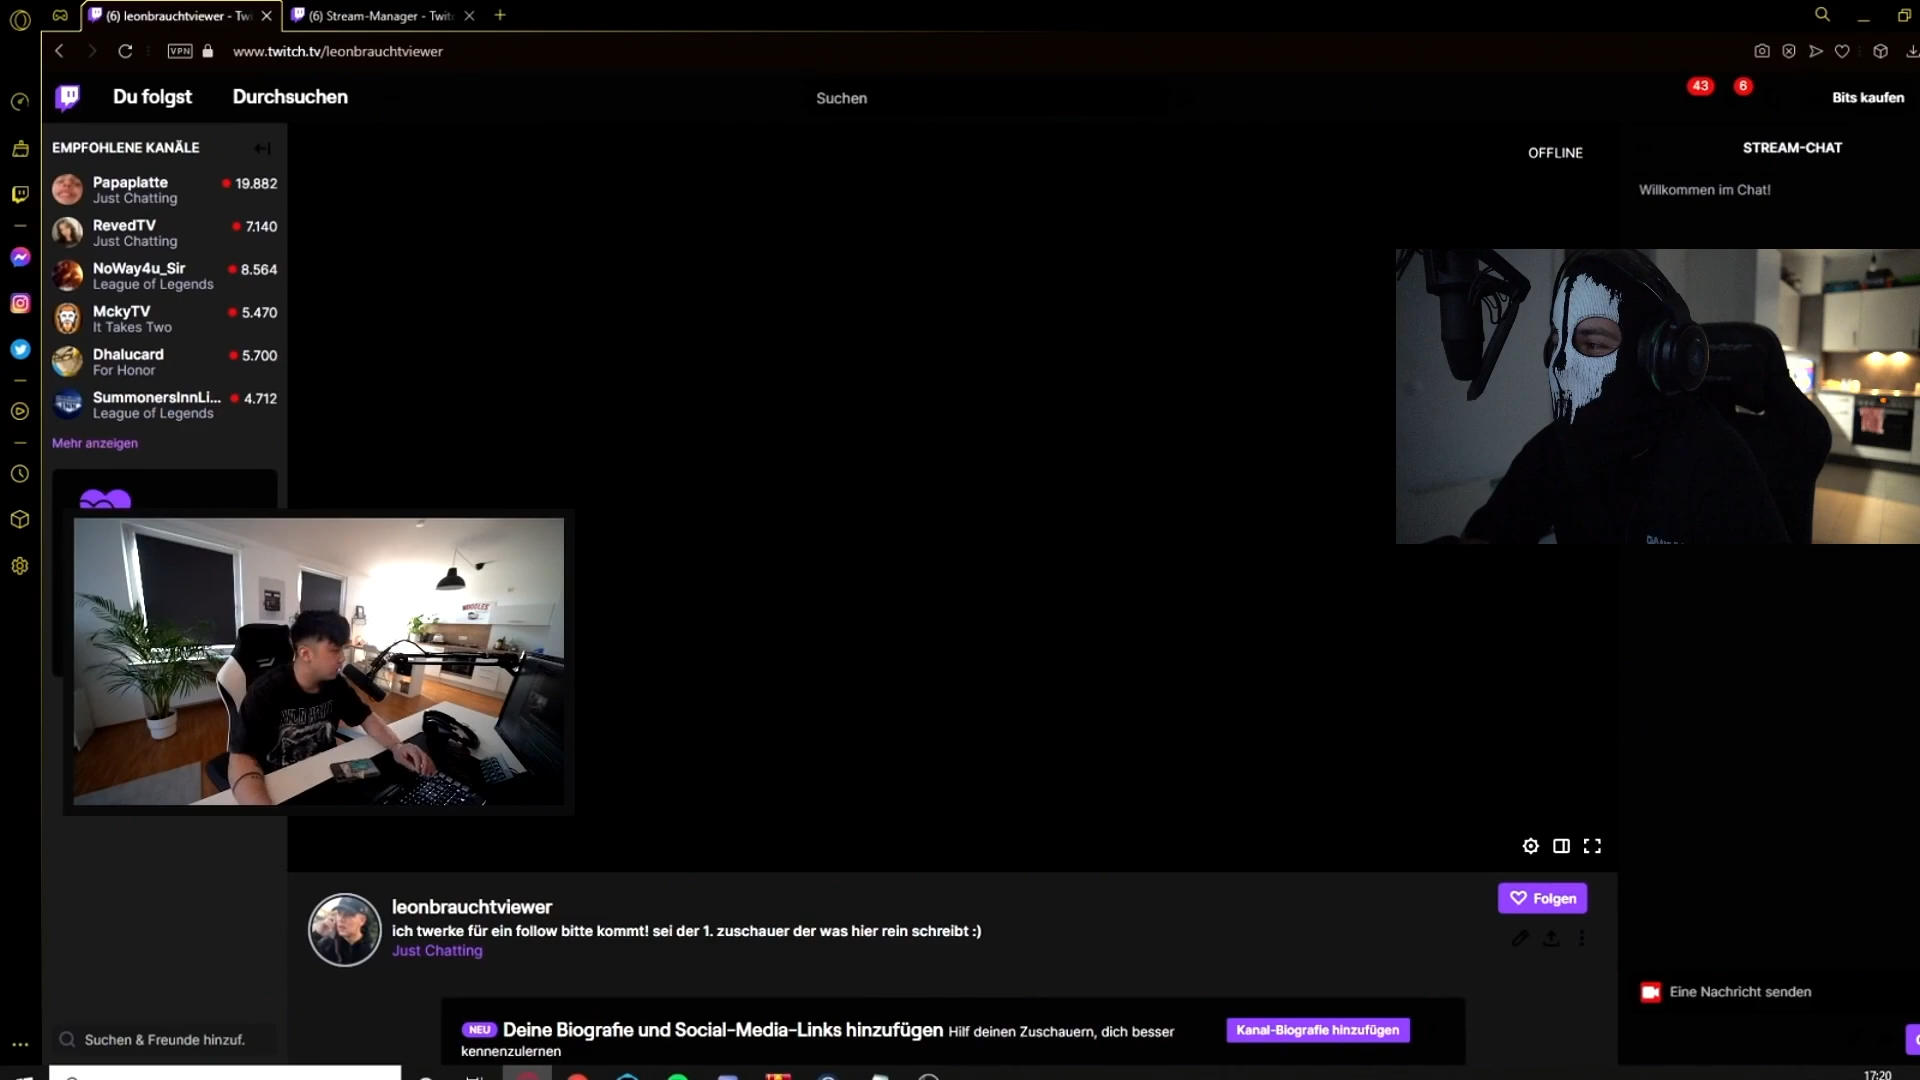 (6) leonbrauchtviewer - Twi
(6) Stream-Manager - Twitc
VPN
www.twitch.tv/leonbrauchtviewer
Du folgst
Durchsuchen
Suchen
43
6
Bits kaufen
EMPFOHLENE KANÄLE
Papaplatte
19.882
Just Chatting
RevedTV
7.140
Just Chatting
NoWay4u_Sir
8.564
League of Legends
MckyTV
5.470
It Takes Two
Dhalucard
5.700
For Honor
SummonersInnLi...
4.712
League of Legends
Mehr anzeigen
OFFLINE
STREAM-CHAT
Willkommen im Chat!
NOODLES
leonbrauchtviewer
ich twerke für ein follow bitte kommt! sei der 1. zuschauer der was hier rein schreibt :)
Just Chatting
Folgen
NEU Deine Biografie und Social-Media-Links hinzufügen Hilf deinen Zuschauern, dich besser
kennenzulernen
Kanal-Biografie hinzufügen
Eine Nachricht senden
Suchen & Freunde hinzuf.
17:20